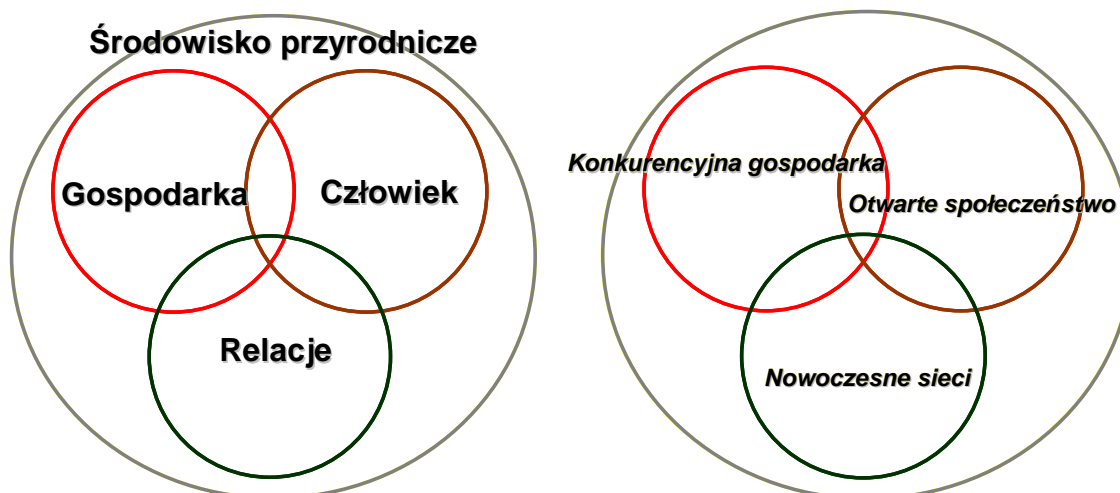 Środowisko przyrodnicze
Gospodarka
Człowiek
Relacje
Konkurencyjna gospodarka
Otwarte społeczeństwo
Nowoczesne sieci